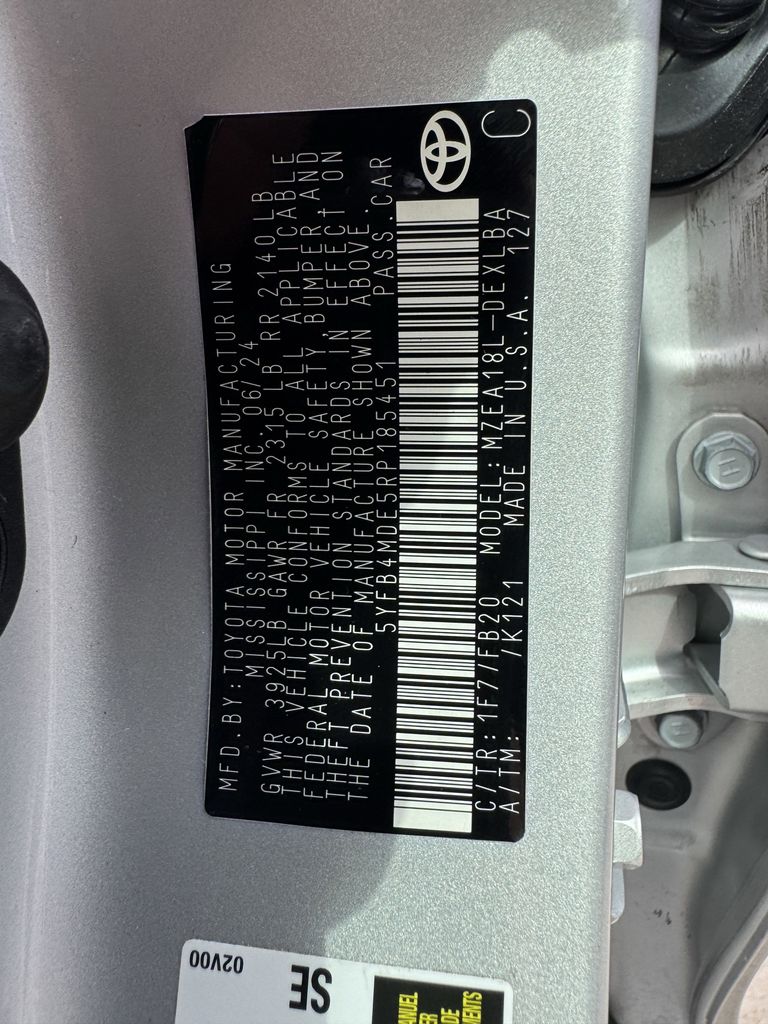 MFD.BY:TOYOTA MOTOR MANUFACTURING
MISSISSIPPI INC. 06/24
GVWR 3925LB GAWR FR 2315 LB RR 2140LB
THIS VEHICLE CONFORMS TO ALL APPLICABLE
FEDERAL MOTOR VEHICLE SAFETY, BUMPER, AND
THEFT PREVENTION STANDARDS IN EFFECT ON
THE DATE OF MANUFACTURE SHOWN ABOVE.
5YFB4MDE5RP185451 PASS.CAR
C/TR:1F7/FB20 MODEL:MZEA18L-DEXLBA
A/TM: /K121 MADE IN U.S.A. 127
C
02V00
SE
H